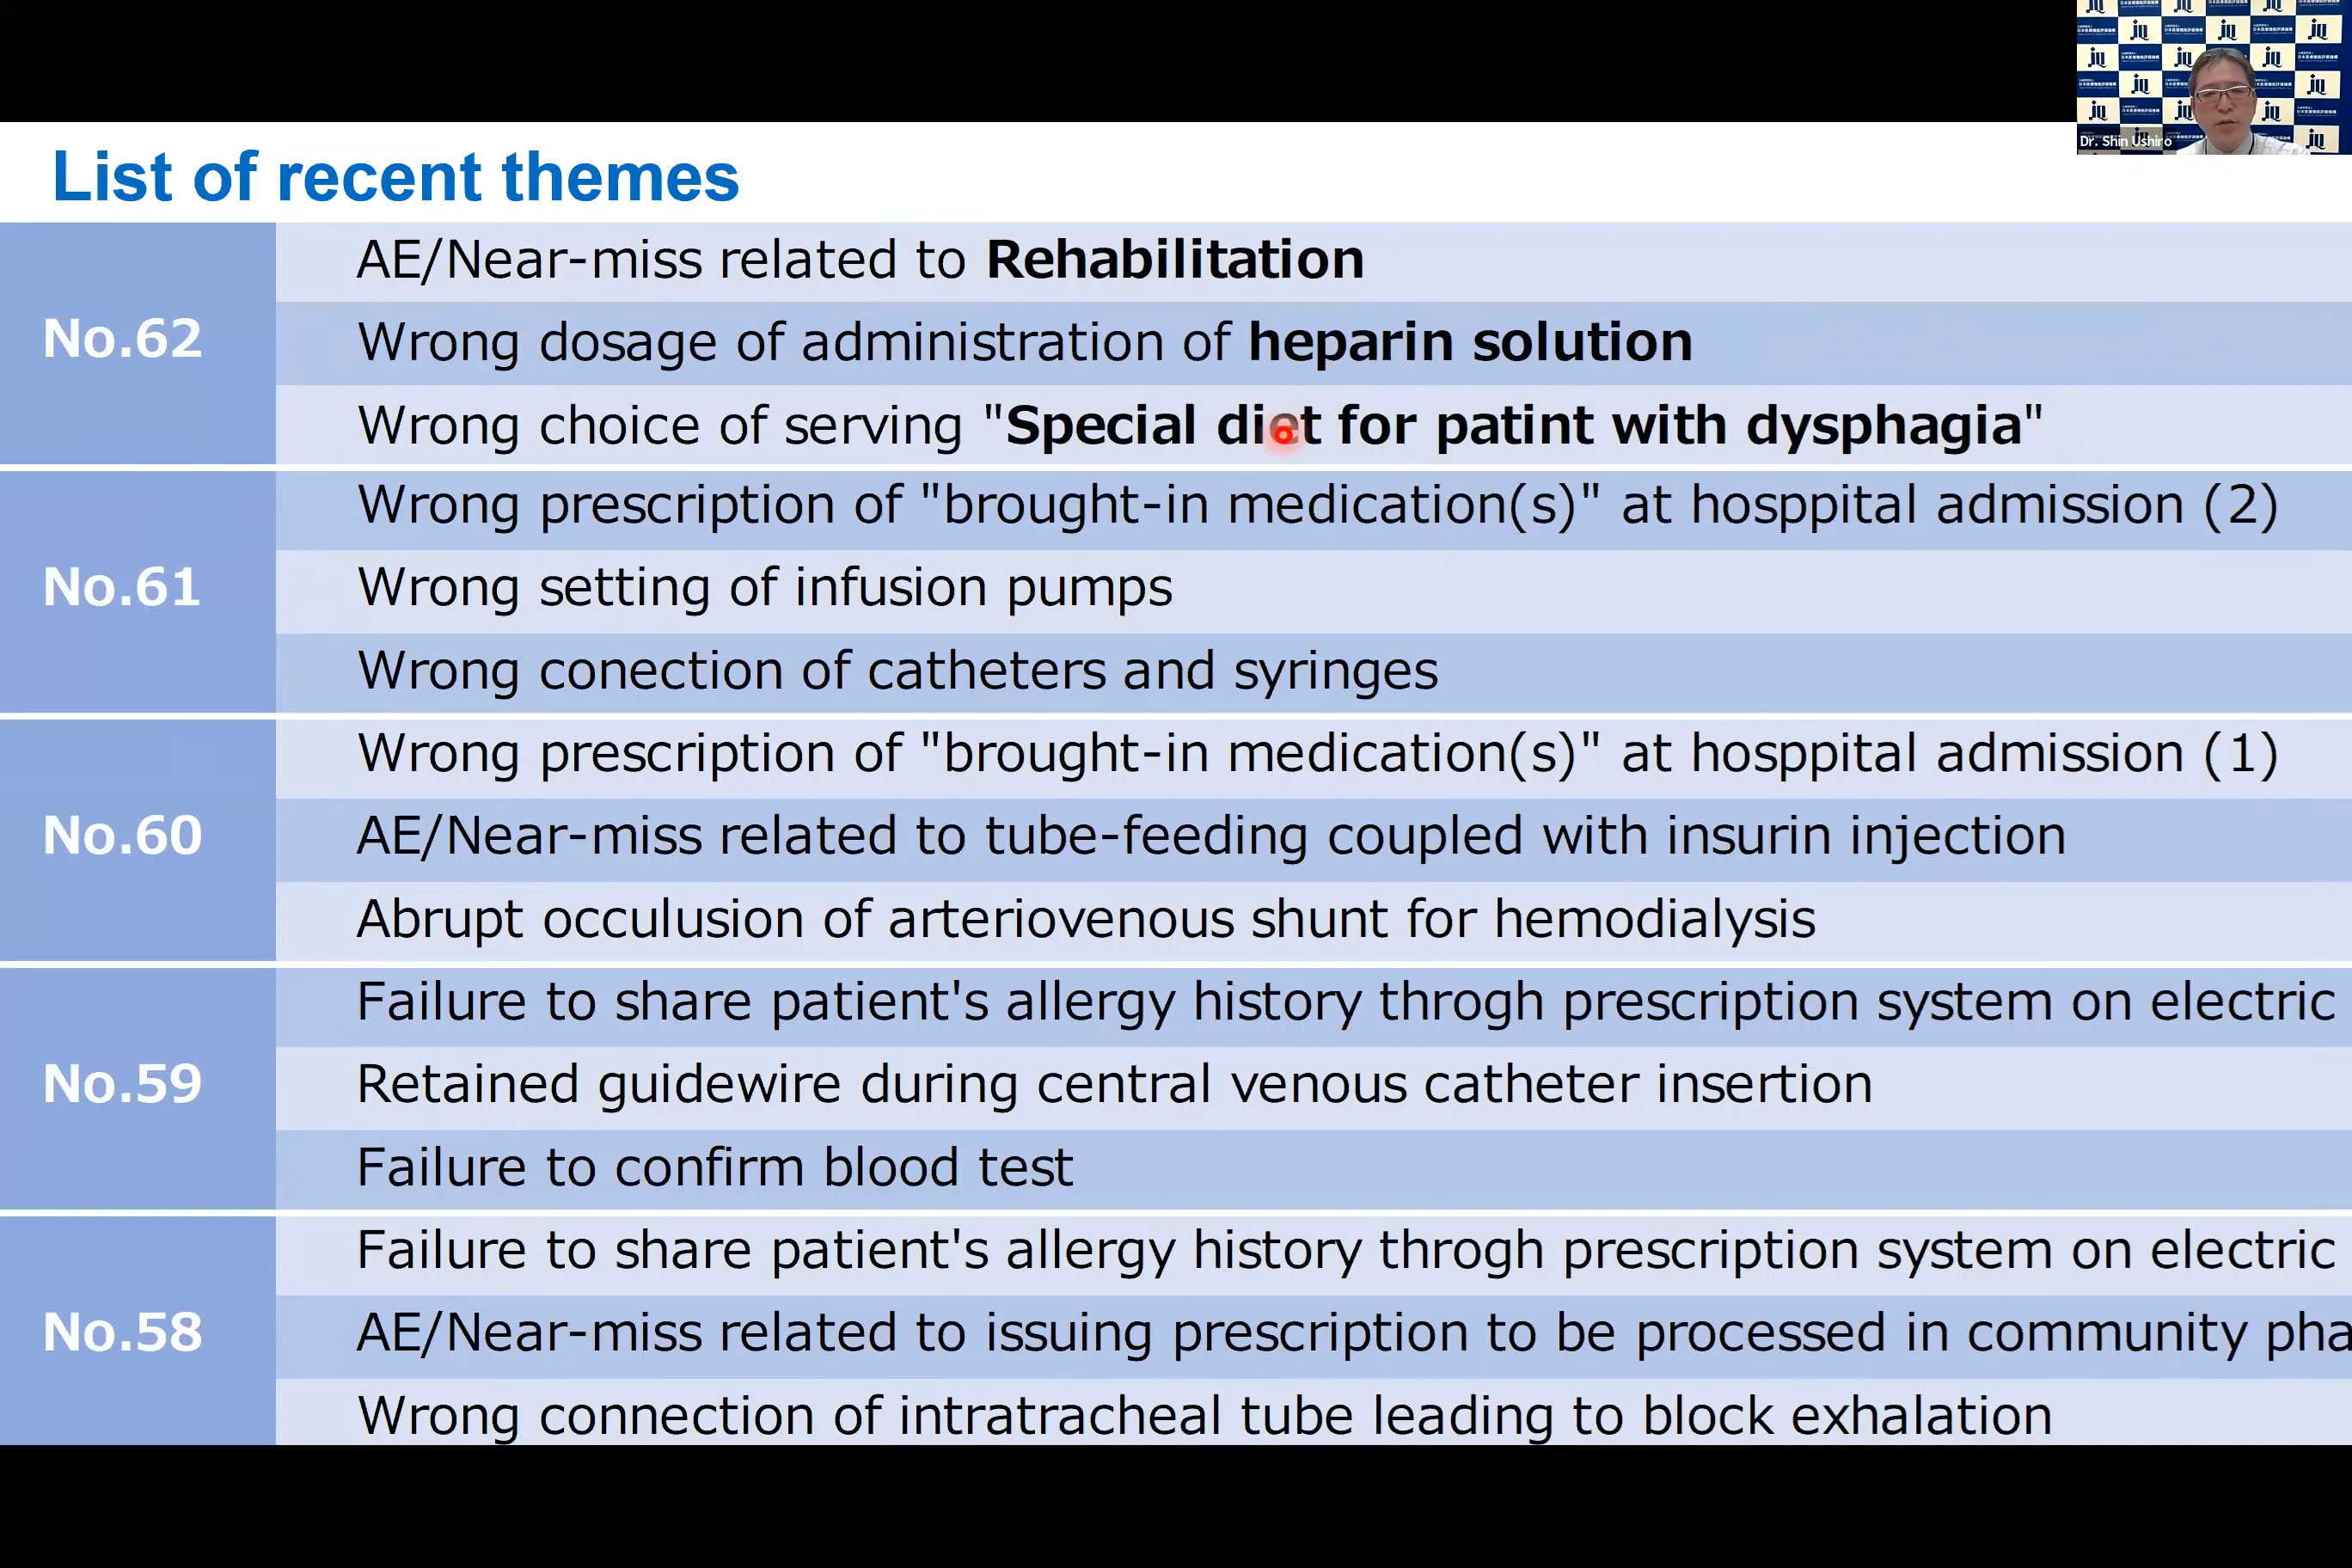 List of recent themes
Dr. Shin Ushiro
No.62
AE/Near-miss related to Rehabilitation
Wrong dosage of administration of heparin solution
Wrong choice of serving "Special diet for patint with dysphagia"
No.61
Wrong prescription of "brought-in medication(s)" at hosppital admission (2)
Wrong setting of infusion pumps
Wrong conection of catheters and syringes
No.60
Wrong prescription of "brought-in medication(s)" at hosppital admission (1)
AE/Near-miss related to tube-feeding coupled with insurin injection
Abrupt occulusion of arteriovenous shunt for hemodialysis
No.59
Failure to share patient's allergy history throgh prescription system on electric
Retained guidewire during central venous catheter insertion
Failure to confirm blood test
No.58
Failure to share patient's allergy history throgh prescription system on electric
AE/Near-miss related to issuing prescription to be processed in community pha
Wrong connection of intratracheal tube leading to block exhalation